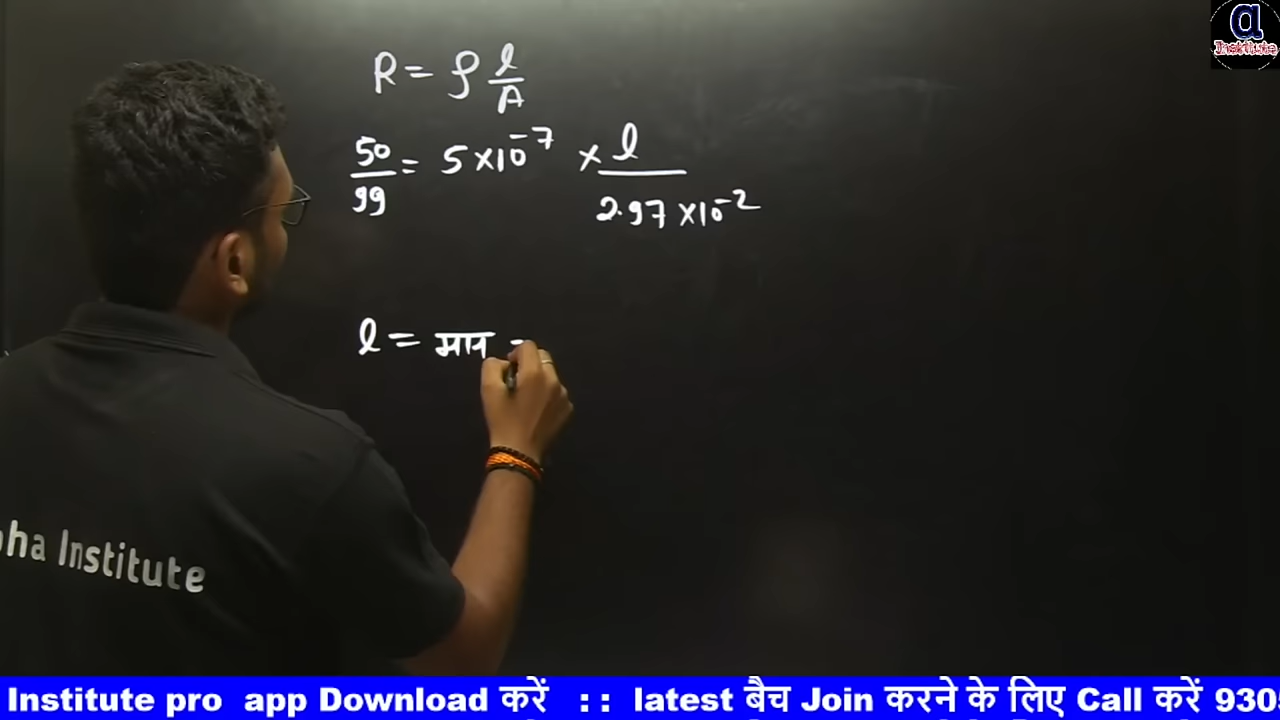 α
Institute
R = ρ l/A
50/99 = 5 × 10⁻⁷ × l/2.97 × 10⁻²
l = माप =
pha Institute
Institute pro app Download करें :: latest बैच Join करने के लिए Call करें 930